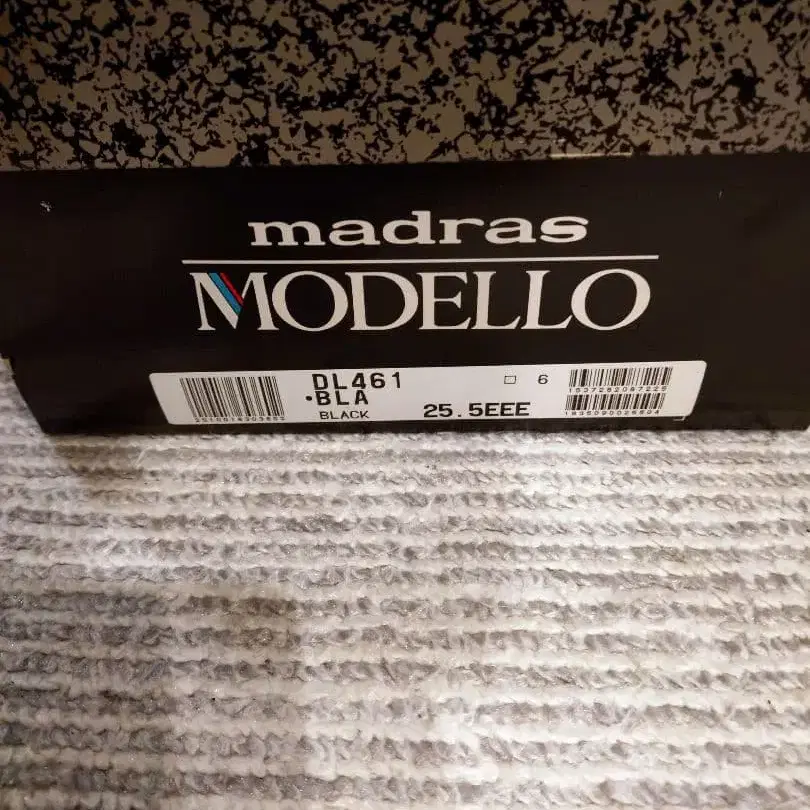 madras
MODELLO
DL461
•BLA
BLACK
25.5EEE
□ 6